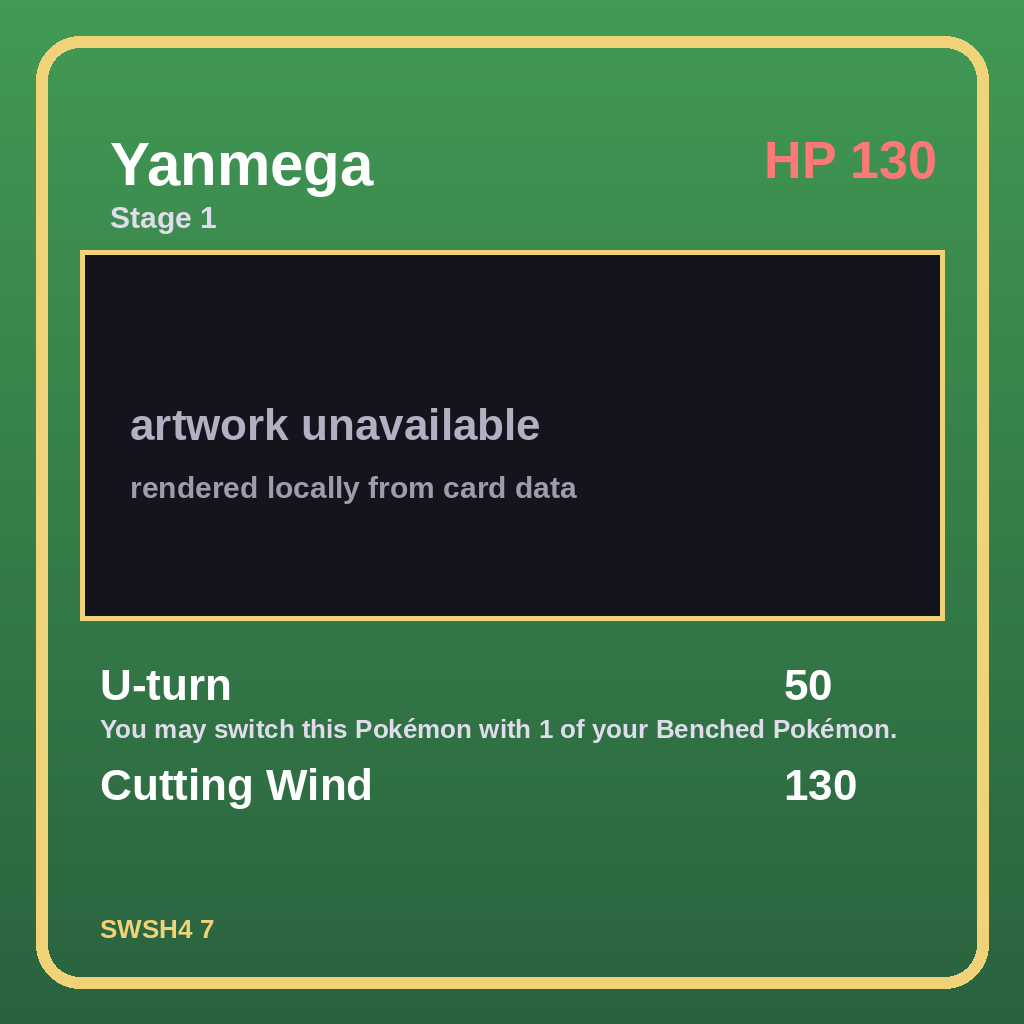 Yanmega
HP 130
Stage 1
artwork unavailable
rendered locally from card data
U-turn 50
You may switch this Pokémon with 1 of your Benched Pokémon.
Cutting Wind 130
SWSH4 7